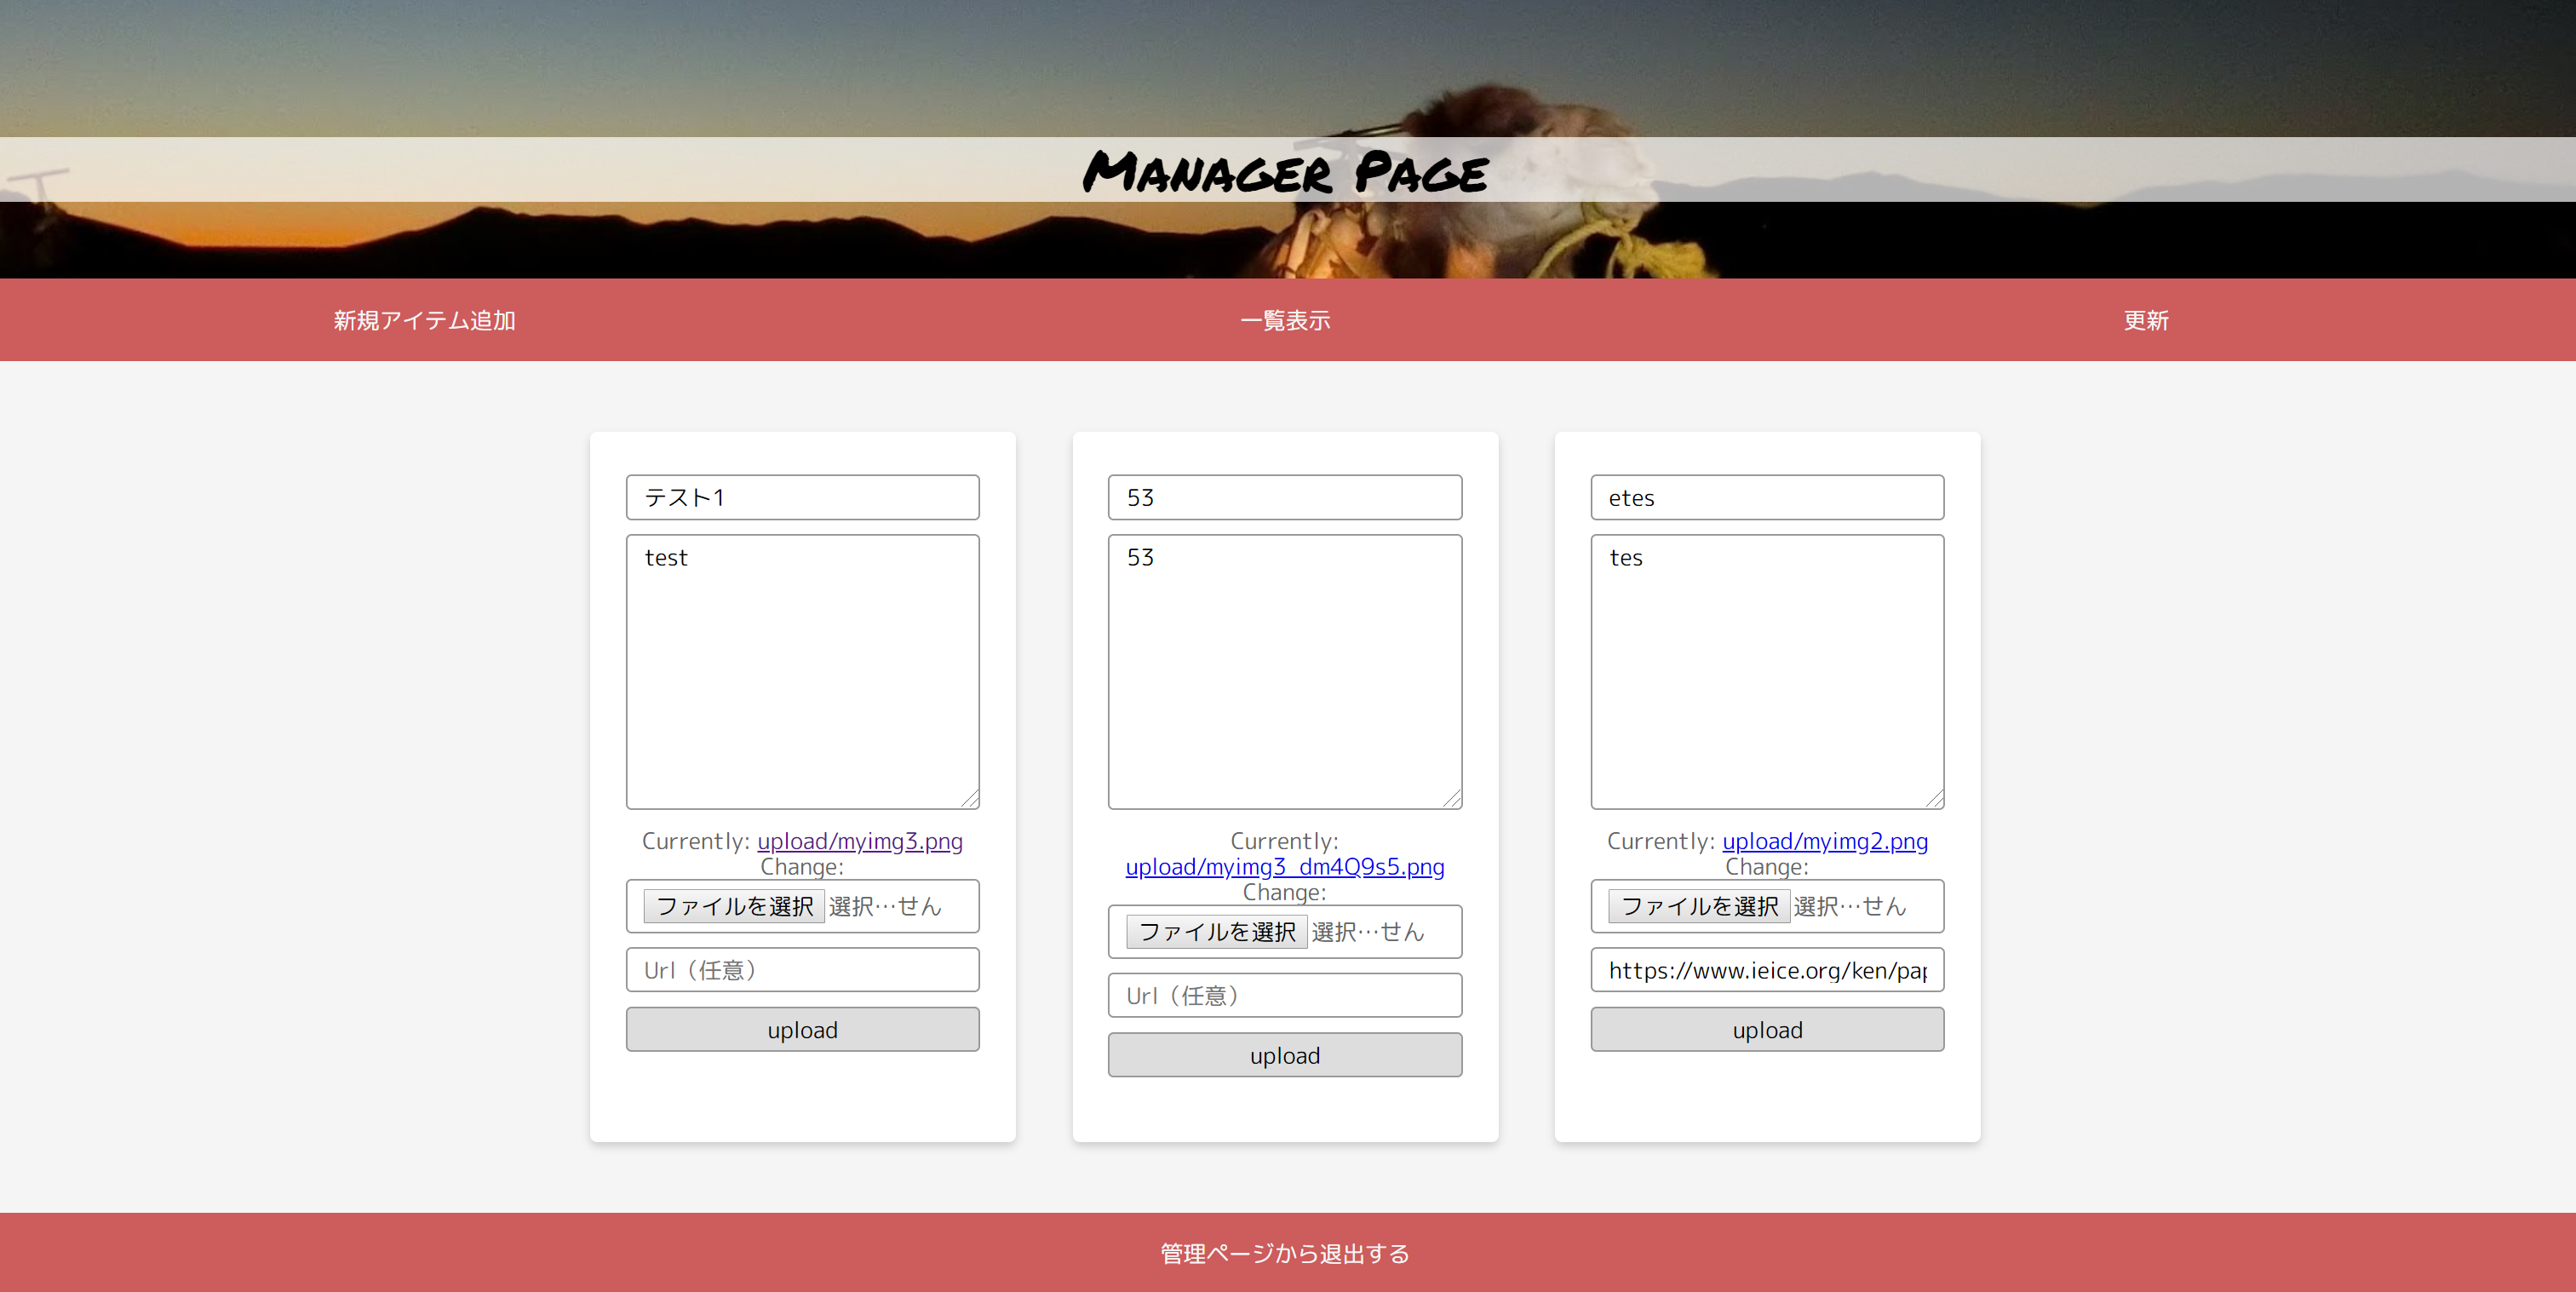 Manager Page
新規アイテム追加
一覧表示
更新
テスト1
test
Currently: upload/myimg3.png
Change:
ファイルを選択 選択…せん
Url（任意）
upload
53
53
Currently:
upload/myimg3_dm4Q9s5.png
Change:
ファイルを選択 選択…せん
Url（任意）
upload
etes
tes
Currently: upload/myimg2.png
Change:
ファイルを選択 選択…せん
https://www.ieice.org/ken/pap
upload
管理ページから退出する